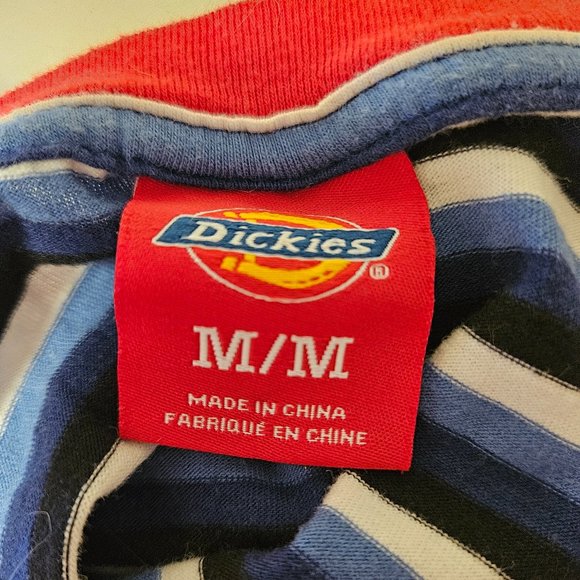 Dickies
®
M/M
MADE IN CHINA
FABRIQUÉ EN CHINE